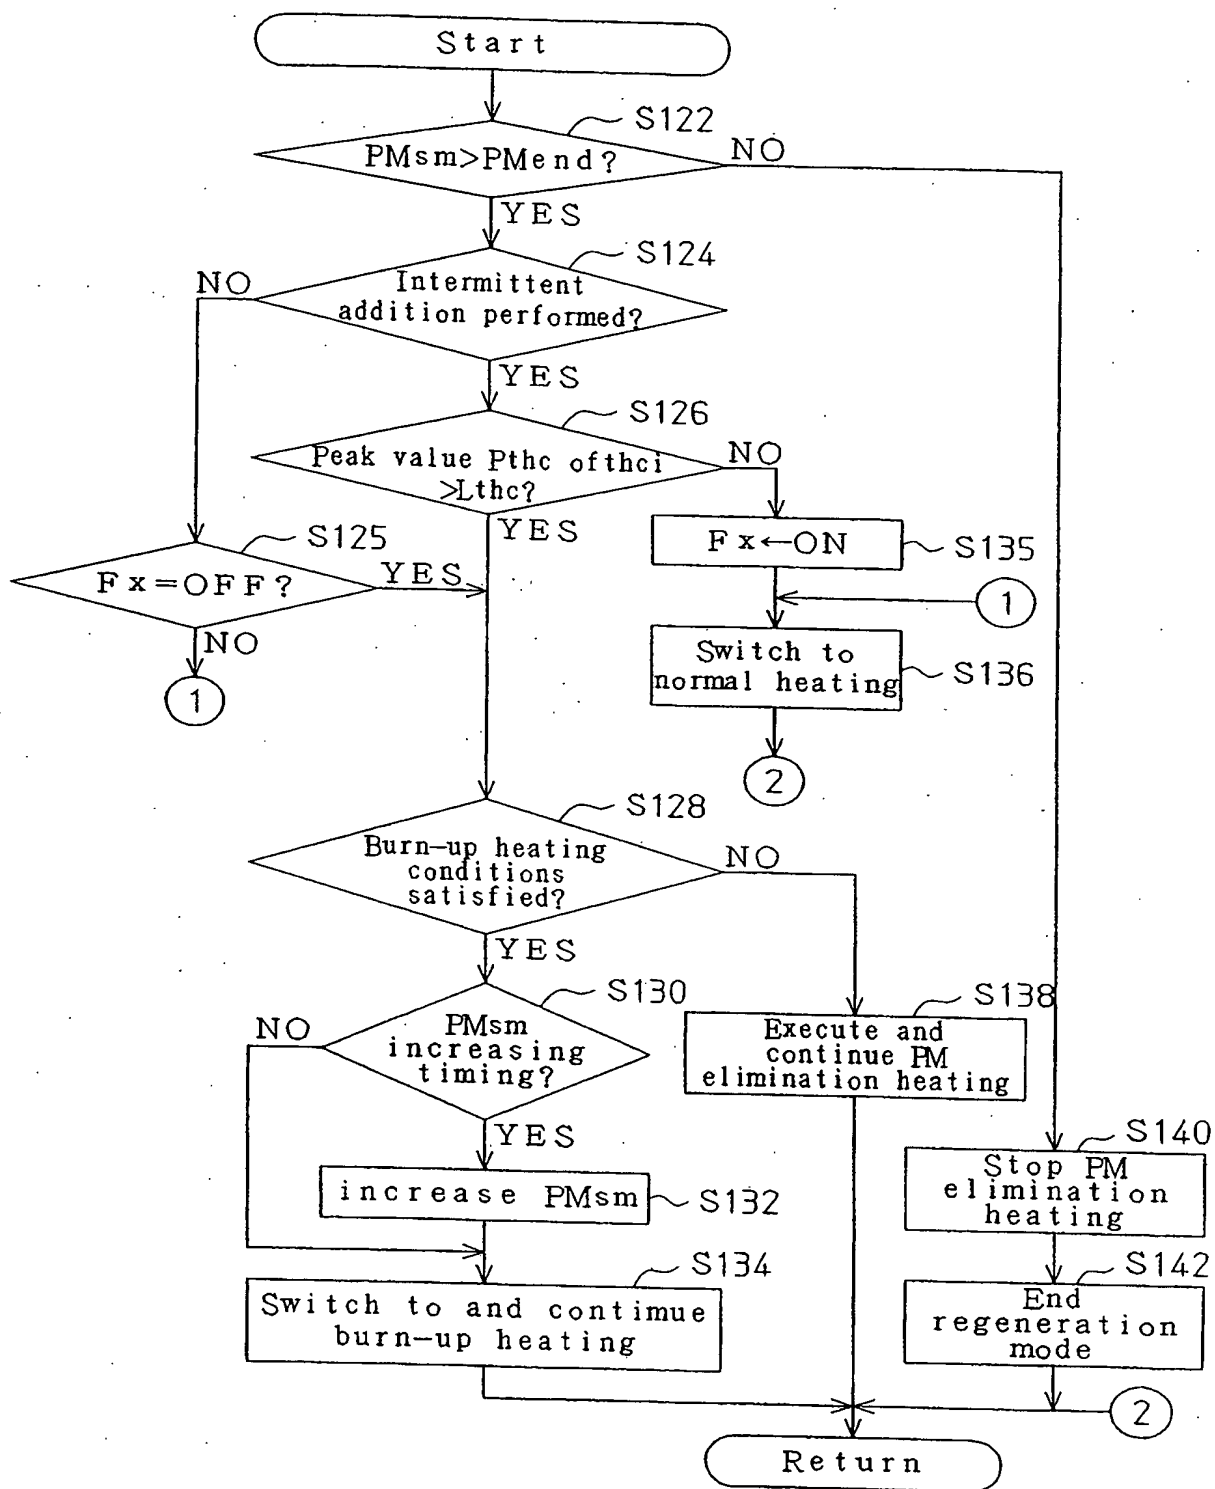 Start
S122
PMsm>PMend?
NO
YES
S124
NO
Intermittent
addition performed?
YES
S126
Peak value Pthc ofthci
>Lthc?
NO
YES
S125
Fx=OFF?
YES
NO
1
Fx←ON
S135
1
Switch to
normal heating
S136
2
S128
Burn-up heating
conditions
satisfied?
NO
YES
S130
NO
PMsm
increasing
timing?
YES
S138
Execute and
continue PM
elimination heating
increase PMsm
S132
S140
Stop PM
elimination
heating
S134
Switch to and contimue
burn-up heating
S142
End
regeneration
mode
2
Return